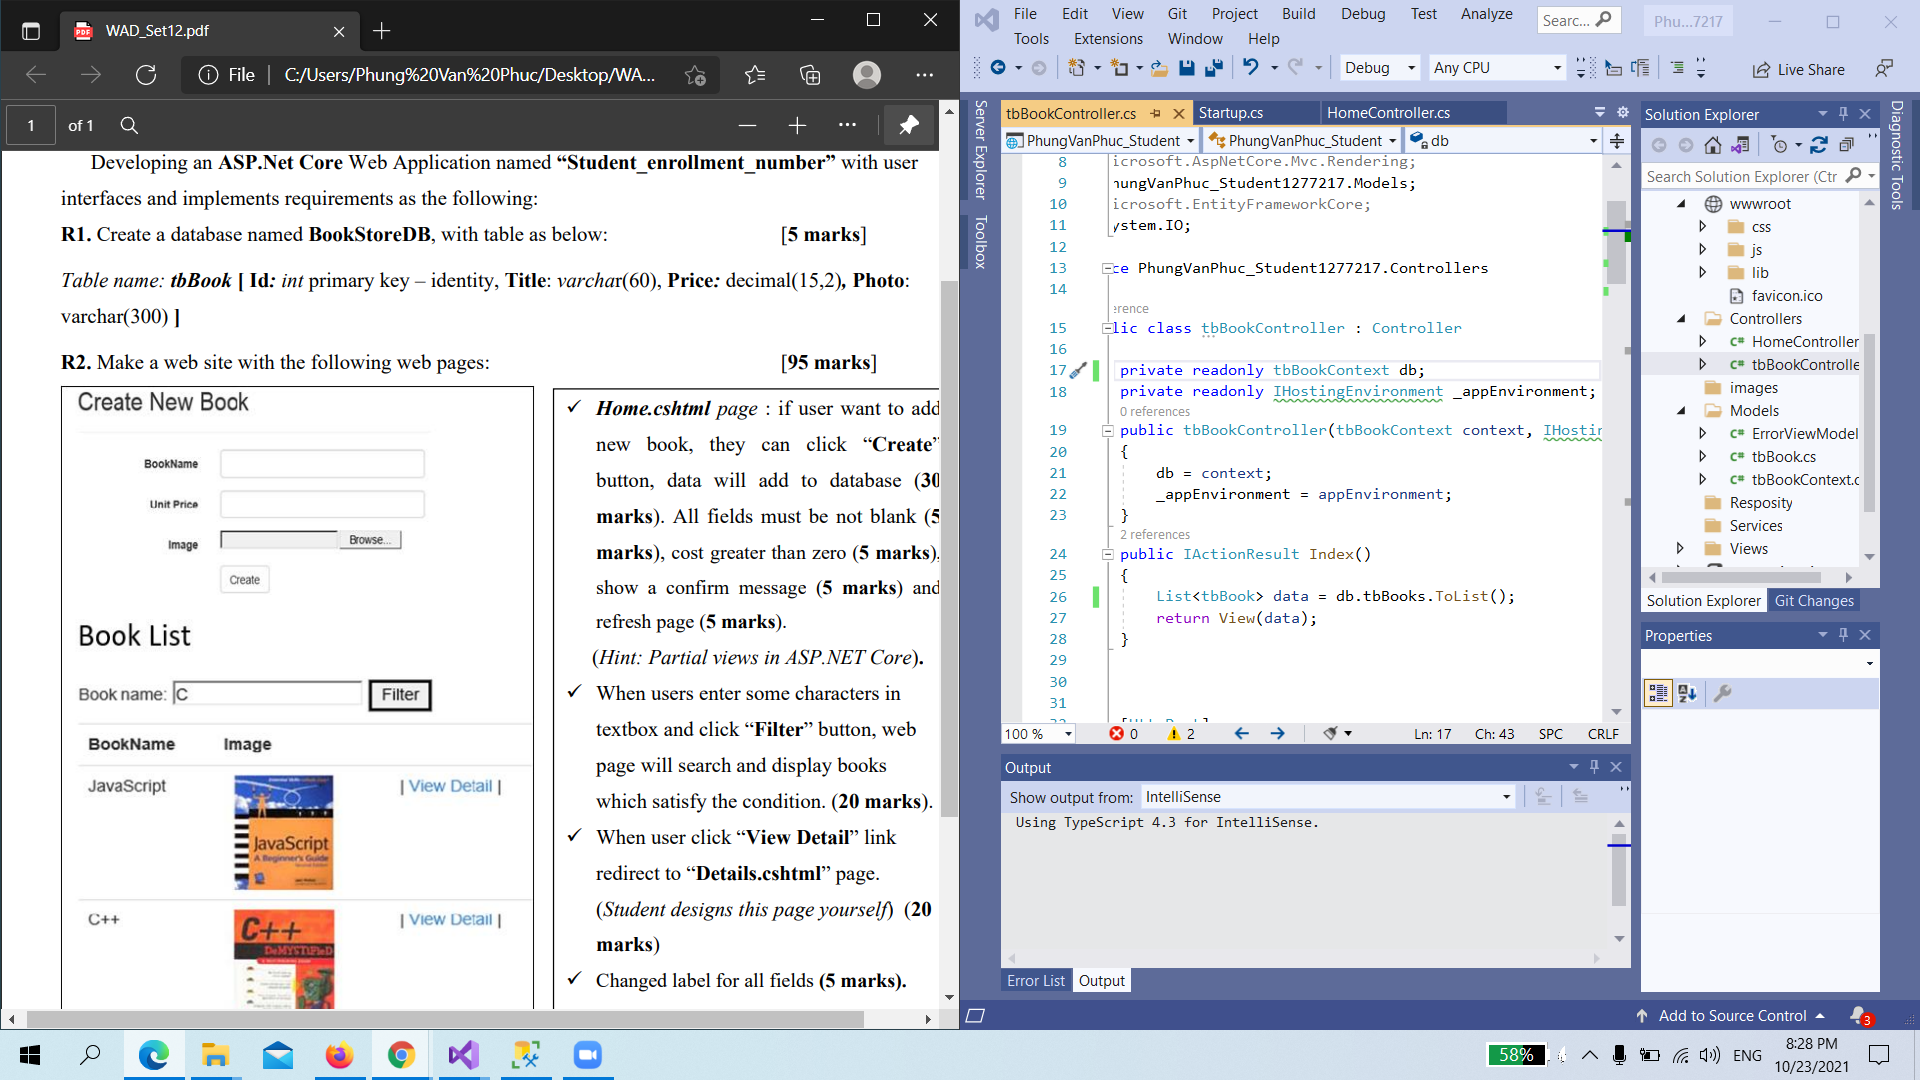 WAD_Set12.pdf
File
C:/Users/Phung%20Van%20Phuc/Desktop/WA...
1
of 1
Developing an ASP.Net Core Web Application named “Student_enrollment_number” with user
interfaces and implements requirements as the following:
R1. Create a database named BookStoreDB, with table as below: [5 marks]
Table name: tbBook [ Id: int primary key – identity, Title: varchar(60), Price: decimal(15,2), Photo:
varchar(300) ]
R2. Make a web site with the following web pages: [95 marks]
Create New Book
BookName
Unit Price
Image
Browse...
Create
Book List
Book name: C
Filter
BookName Image
JavaScript
| View Detail |
JavaScript
A Beginner's Guide
C++
| View Detail |
C++
DeMYSTiFieD
✓ Home.cshtml page : if user want to add
new book, they can click “Create”
button, data will add to database (30
marks). All fields must be not blank (5
marks), cost greater than zero (5 marks),
show a confirm message (5 marks) and
refresh page (5 marks).
(Hint: Partial views in ASP.NET Core).
✓ When users enter some characters in
textbox and click “Filter” button, web
page will search and display books
which satisfy the condition. (20 marks).
✓ When user click “View Detail” link
redirect to “Details.cshtml” page.
(Student designs this page yourself) (20
marks)
✓ Changed label for all fields (5 marks).
File Edit View Git Project Build Debug Test Analyze
Searc...
Phu...7217
Tools Extensions Window Help
Debug
Any CPU
Live Share
Server Explorer
Toolbox
tbBookController.cs
Startup.cs
HomeController.cs
PhungVanPhuc_Student
PhungVanPhuc_Student
db
8 icrosoft.AspNetCore.Mvc.Rendering;
9 hungVanPhuc_Student1277217.Models;
10 icrosoft.EntityFrameworkCore;
11 ystem.IO;
12
13 ce PhungVanPhuc_Student1277217.Controllers
14
erence
15 lic class tbBookController : Controller
16
17 private readonly tbBookContext db;
18 private readonly IHostingEnvironment _appEnvironment;
0 references
19 public tbBookController(tbBookContext context, IHostin
20 {
21 db = context;
22 _appEnvironment = appEnvironment;
23 }
2 references
24 public IActionResult Index()
25 {
26 List<tbBook> data = db.tbBooks.ToList();
27 return View(data);
28 }
29
30
31
100 %
0
2
Ln: 17 Ch: 43 SPC CRLF
Output
Show output from: IntelliSense
Using TypeScript 4.3 for IntelliSense.
Error List
Output
Solution Explorer
Search Solution Explorer (Ctr
wwwroot
css
js
lib
favicon.ico
Controllers
C# HomeController
C# tbBookControlle
images
Models
C# ErrorViewModel
C# tbBook.cs
C# tbBookContext.c
Resposity
Services
Views
Solution Explorer
Git Changes
Properties
Diagnostic Tools
Add to Source Control
3
58%
ENG
8:28 PM
10/23/2021